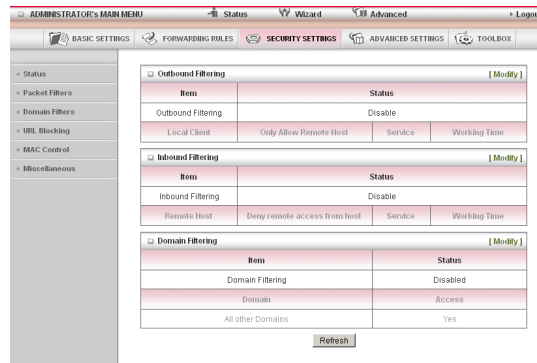 ADMINISTRATOR's MAIN MENU Status Wizard Advanced Logou
BASIC SETTINGS FORWARDING RULES SECURITY SETTINGS ADVANCED SETTINGS TOOLBOX
Status
Packet Filters
Domain Filters
URL Blocking
MAC Control
Miscellaneous
Outbound Filtering [ Modify ]
Item Status
Outbound Filtering Disable
Local Client Only Allow Remote Host Service Working Time
Inbound Filtering [ Modify ]
Item Status
Inbound Filtering Disable
Remote Host Deny remote access from host Service Working Time
Domain Filtering [ Modify ]
Item Status
Domain Filtering Disabled
Domain Access
All other Domains Yes
Refresh